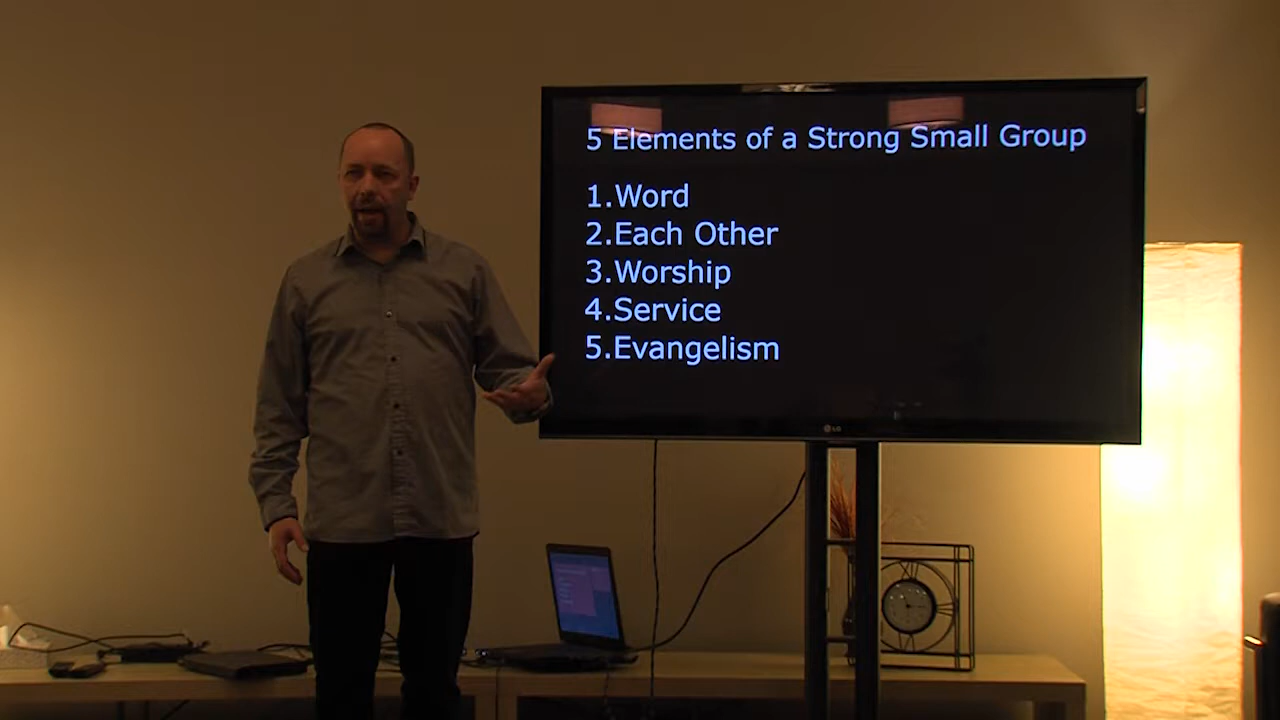 5 Elements of a Strong Small Group
1.Word
2.Each Other
3.Worship
4.Service
5.Evangelism
LG